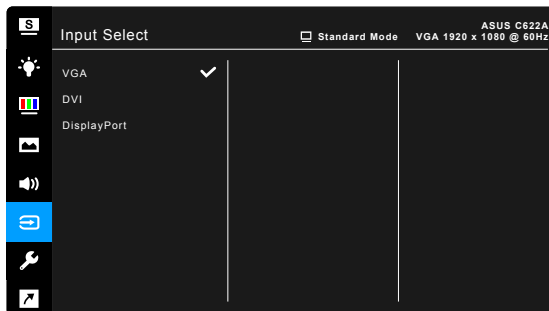 S
Input Select
Standard Mode
ASUS C622A
VGA 1920 x 1080 @ 60Hz
VGA
DVI
DisplayPort